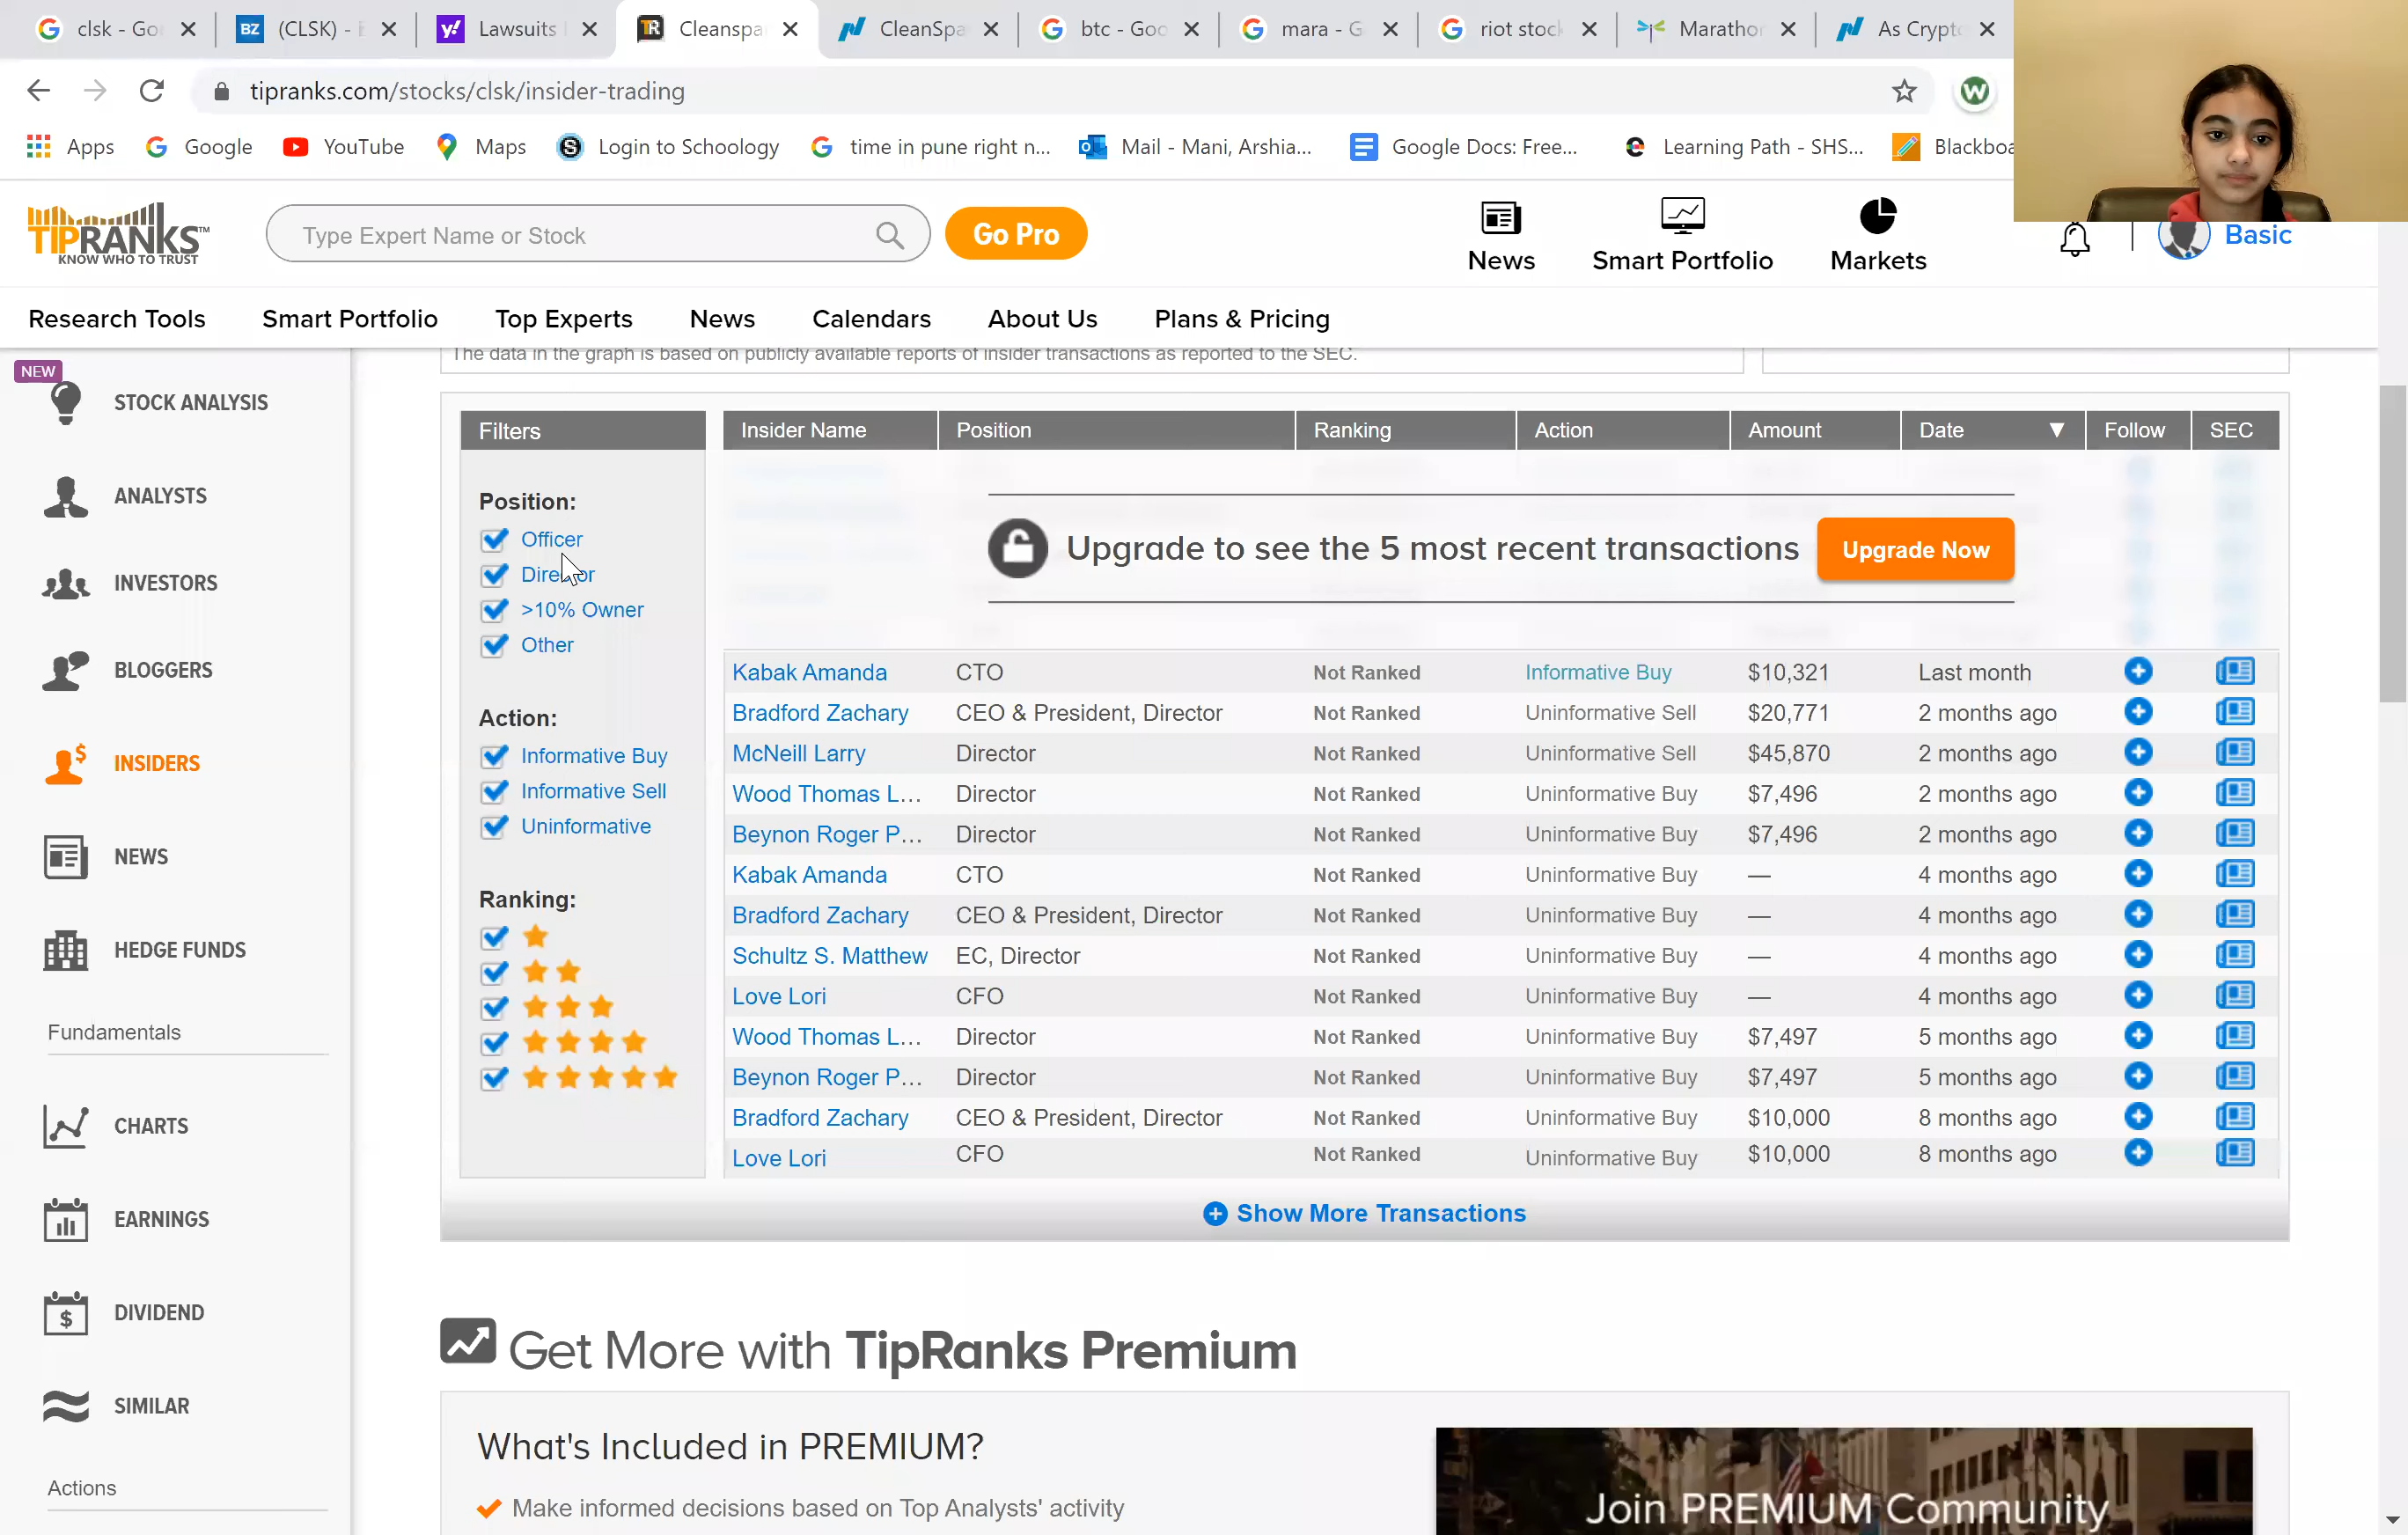 clsk - Go
BZ (CLSK) -
y! Lawsuits
TR Cleanspa
CleanSpa
btc - Goo
mara - G
riot stoc
Maratho
As Crypt
tipranks.com/stocks/clsk/insider-trading
W
Apps
Google
YouTube
Maps
Login to Schoology
time in pune right n...
Mail - Mani, Arshia...
Google Docs: Free...
Learning Path - SHS...
Blackboa
TIPRANKS™
KNOW WHO TO TRUST
Type Expert Name or Stock
Go Pro
News
Smart Portfolio
Markets
Basic
Research Tools
Smart Portfolio
Top Experts
News
Calendars
About Us
Plans & Pricing
The data in the graph is based on publicly available reports of insider transactions as reported to the SEC.
NEW
STOCK ANALYSIS
ANALYSTS
INVESTORS
BLOGGERS
INSIDERS
NEWS
HEDGE FUNDS
Fundamentals
CHARTS
EARNINGS
DIVIDEND
SIMILAR
Actions
Filters
Position:
Officer
Director
>10% Owner
Other
Action:
Informative Buy
Informative Sell
Uninformative
Ranking:
Insider Name Position Ranking Action Amount Date ▼ Follow SEC
Upgrade to see the 5 most recent transactions Upgrade Now
Kabak Amanda CTO Not Ranked Informative Buy $10,321 Last month
Bradford Zachary CEO & President, Director Not Ranked Uninformative Sell $20,771 2 months ago
McNeill Larry Director Not Ranked Uninformative Sell $45,870 2 months ago
Wood Thomas L... Director Not Ranked Uninformative Buy $7,496 2 months ago
Beynon Roger P... Director Not Ranked Uninformative Buy $7,496 2 months ago
Kabak Amanda CTO Not Ranked Uninformative Buy — 4 months ago
Bradford Zachary CEO & President, Director Not Ranked Uninformative Buy — 4 months ago
Schultz S. Matthew EC, Director Not Ranked Uninformative Buy — 4 months ago
Love Lori CFO Not Ranked Uninformative Buy — 4 months ago
Wood Thomas L... Director Not Ranked Uninformative Buy $7,497 5 months ago
Beynon Roger P... Director Not Ranked Uninformative Buy $7,497 5 months ago
Bradford Zachary CEO & President, Director Not Ranked Uninformative Buy $10,000 8 months ago
Love Lori CFO Not Ranked Uninformative Buy $10,000 8 months ago
Show More Transactions
Get More with TipRanks Premium
What's Included in PREMIUM?
Make informed decisions based on Top Analysts' activity
Join PREMIUM Community